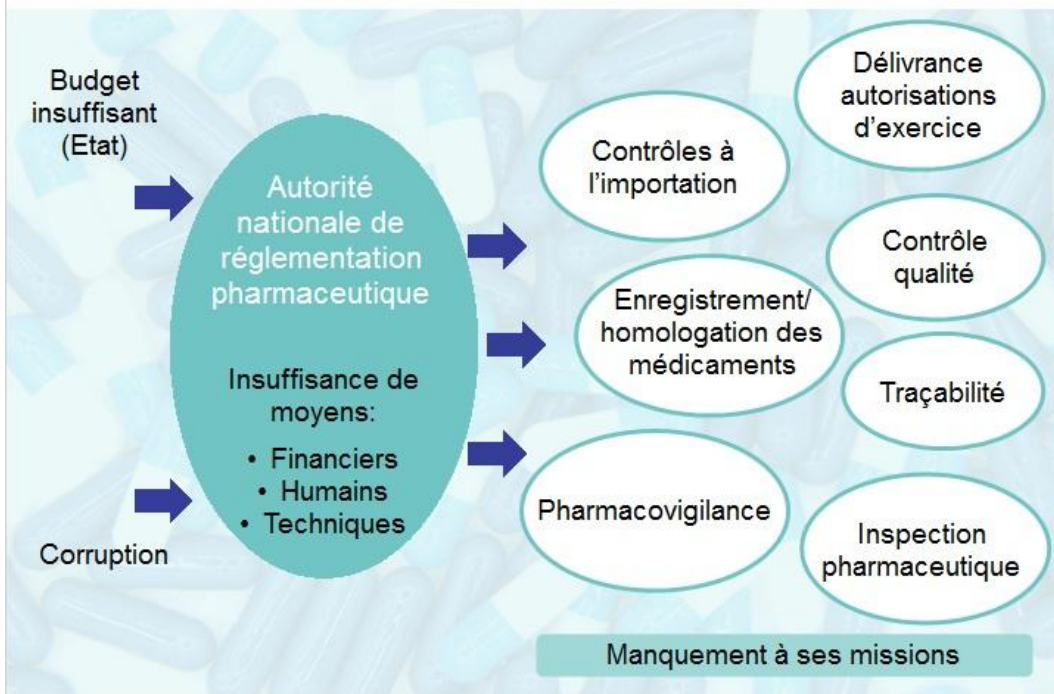 Budget
insuffisant
(Etat)
Autorité
nationale de
réglementation
pharmaceutique
Insuffisance de
moyens:
• Financiers
• Humains
• Techniques
Corruption
Délivrance
autorisations
d'exercice
Contrôles à
l'importation
Contrôle
qualité
Enregistrement/
homologation des
médicaments
Traçabilité
Pharmacovigilance
Inspection
pharmaceutique
Manquement à ses missions